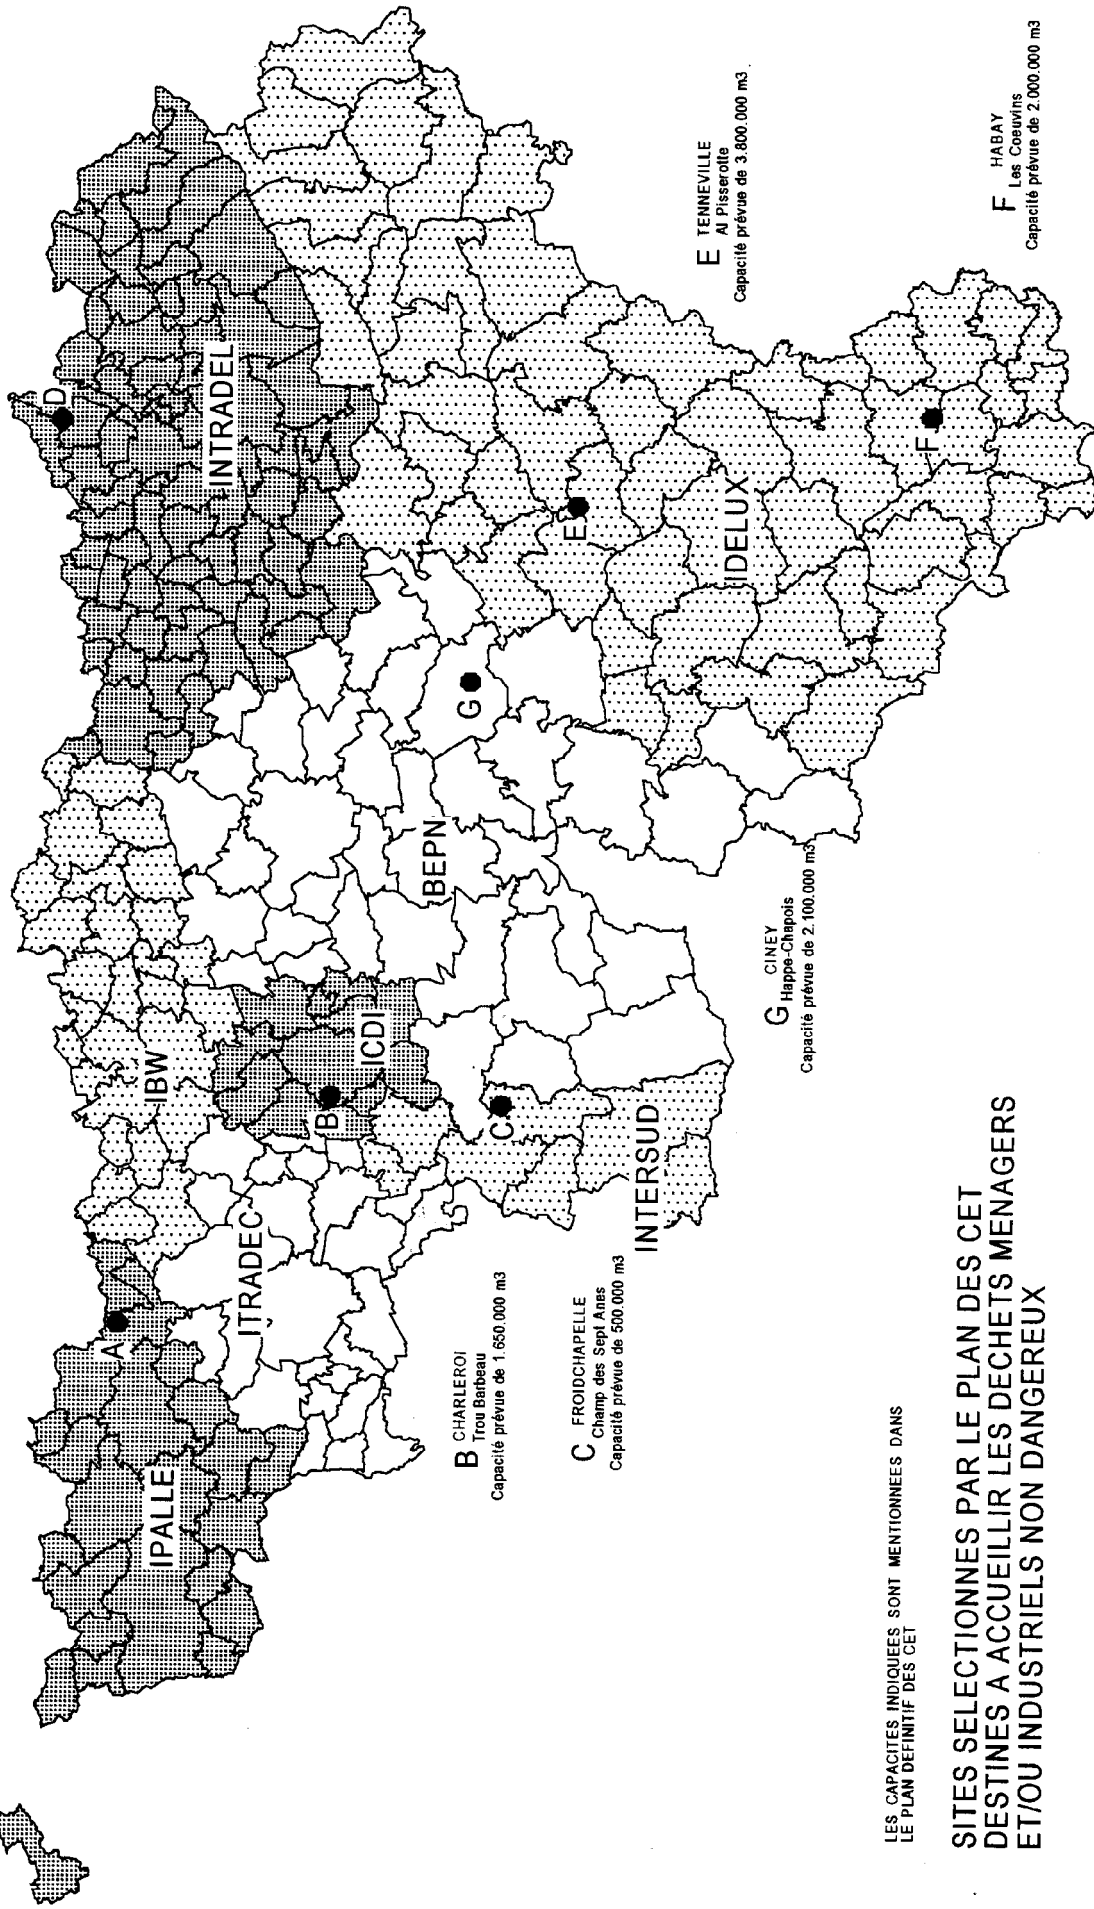 D
INTRADEL
A
IBW
IPALLE
ITRADEC
B
ICDI
BEPN
G
E
C
INTERSUD
IDELUX
F
B CHARLEROI
Trou Barbeau
Capacité prévue de 1.650.000 m3
C FROIDCHAPELLE
Champ des Sept Anes
Capacité prévue de 500.000 m3
E TENNEVILLE
Al Pisserotte
Capacité prévue de 3.800.000 m3
G CINEY
Happe-Chapois
Capacité prévue de 2.100.000 m3
F HABAY
Les Coeuvins
Capacité prévue de 2.000.000 m3
LES CAPACITES INDIQUEES SONT MENTIONNEES DANS
LE PLAN DEFINITIF DES CET
SITES SELECTIONNES PAR LE PLAN DES CET
DESTINES A ACCUEILLIR LES DECHETS MENAGERS
ET/OU INDUSTRIELS NON DANGEREUX